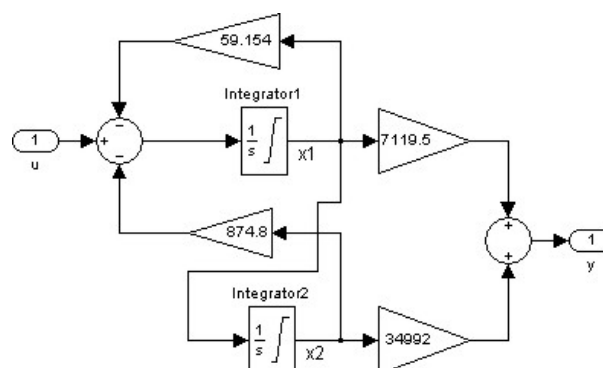 59.154
Integrator1
1
u
+
−
−
1
s
x1
7119.5
874.8
+
+
1
y
Integrator2
1
s
x2
34992